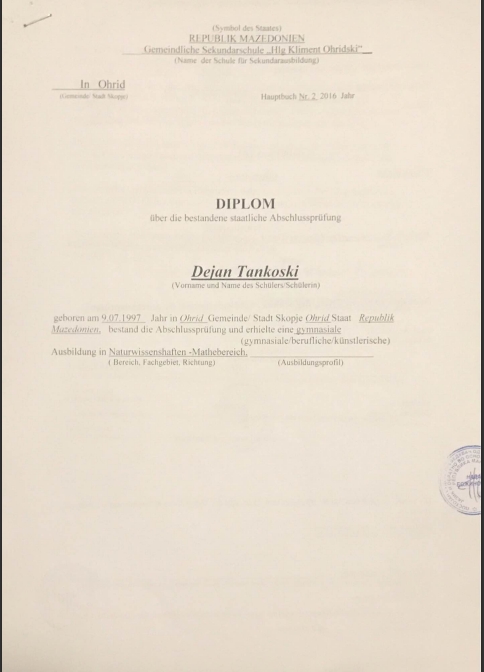 (Symbol des Staates)
REPUBLIK MAZEDONIEN
Gemeindliche Sekundarschule „Hlg Kliment Ohridski"
(Name der Schule für Sekundarausbildung)
In Ohrid
(Gemeinde/ Stadt Skopje)
Hauptbuch Nr. 2 2016 Jahr
DIPLOM
über die bestandene staatliche Abschlussprüfung
Dejan Tankoski
(Vorname und Name des Schülers/Schülerin)
geboren am 9.07.1997 Jahr in Ohrid Gemeinde/ Stadt Skopje Ohrid Staat Republik
Mazedonien, bestand die Abschlussprüfung und erhielte eine gymnasiale
(gymnasiale/berufliche/künstlerische)
Ausbildung in Naturwissenshaften -Mathebereich,
( Bereich, Fachgebiet, Richtung) (Ausbildungsprofil)